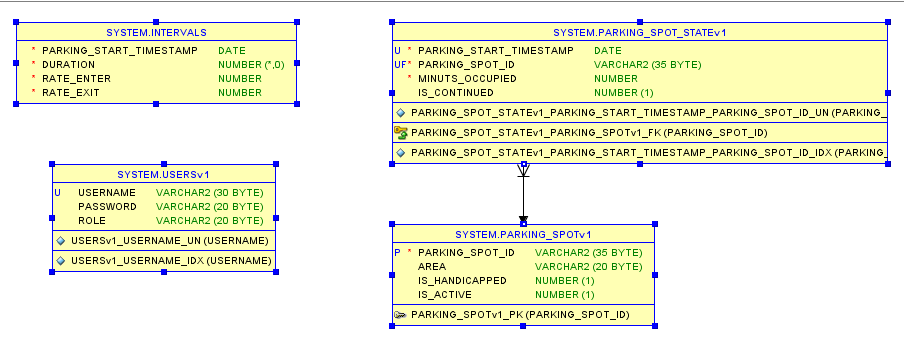 SYSTEM.INTERVALS
* PARKING_START_TIMESTAMP DATE
* DURATION NUMBER (*,0)
* RATE_ENTER NUMBER
* RATE_EXIT NUMBER
SYSTEM.PARKING_SPOT_STATEv1
U * PARKING_START_TIMESTAMP DATE
UF* PARKING_SPOT_ID VARCHAR2 (35 BYTE)
* MINUTS_OCCUPIED NUMBER
IS_CONTINUED NUMBER (1)
PARKING_SPOT_STATEv1_PARKING_START_TIMESTAMP_PARKING_SPOT_ID_UN (PARKING_
PARKING_SPOT_STATEv1_PARKING_SPOTv1_FK (PARKING_SPOT_ID)
PARKING_SPOT_STATEv1_PARKING_START_TIMESTAMP_PARKING_SPOT_ID_IDX (PARKING_
SYSTEM.USERSv1
U USERNAME VARCHAR2 (30 BYTE)
PASSWORD VARCHAR2 (20 BYTE)
ROLE VARCHAR2 (20 BYTE)
USERSv1_USERNAME_UN (USERNAME)
USERSv1_USERNAME_IDX (USERNAME)
SYSTEM.PARKING_SPOTv1
P * PARKING_SPOT_ID VARCHAR2 (35 BYTE)
AREA VARCHAR2 (20 BYTE)
IS_HANDICAPPED NUMBER (1)
IS_ACTIVE NUMBER (1)
PARKING_SPOTv1_PK (PARKING_SPOT_ID)